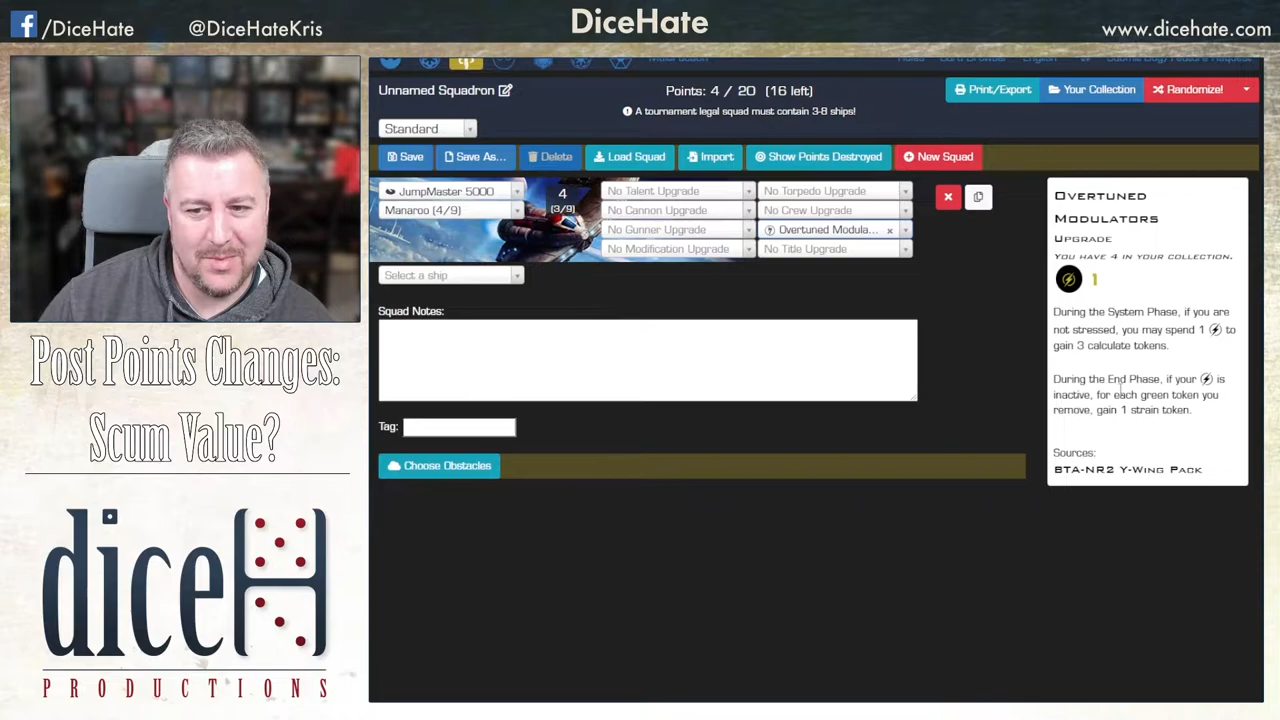 /DiceHate
@DiceHateKris
DiceHate
www.dicehate.com
Unnamed Squadron
Points: 4 / 20 (16 left)
Print/Export
Your Collection
Randomize!
A tournament legal squad must contain 3-8 ships!
Standard
Save
Save As...
Delete
Load Squad
Import
Show Points Destroyed
New Squad
JumpMaster 5000
Manaroo (4/9)
4
(3/9)
No Talent Upgrade
No Torpedo Upgrade
No Cannon Upgrade
No Crew Upgrade
No Gunner Upgrade
Overtuned Modula...
No Modification Upgrade
No Title Upgrade
Select a ship
Squad Notes:
Tag:
Choose Obstacles
Overtuned
Modulators
Upgrade
You have 4 in your collection.
1
During the System Phase, if you are
not stressed, you may spend 1 to
gain 3 calculate tokens.
During the End Phase, if your is
inactive, for each green token you
remove, gain 1 strain token.
Sources:
BTA-NR2 Y-Wing Pack
Post Points Changes:
Scum Value?
diceH
PRODUCTIONS